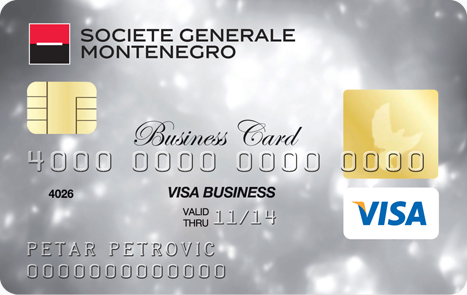 SOCIETE GENERALE
MONTENEGRO
Business Card
4000 0000 0000 0000
4026
VISA BUSINESS
VALID
THRU 11/14
VISA
PETAR PETROVIC
0000000000000